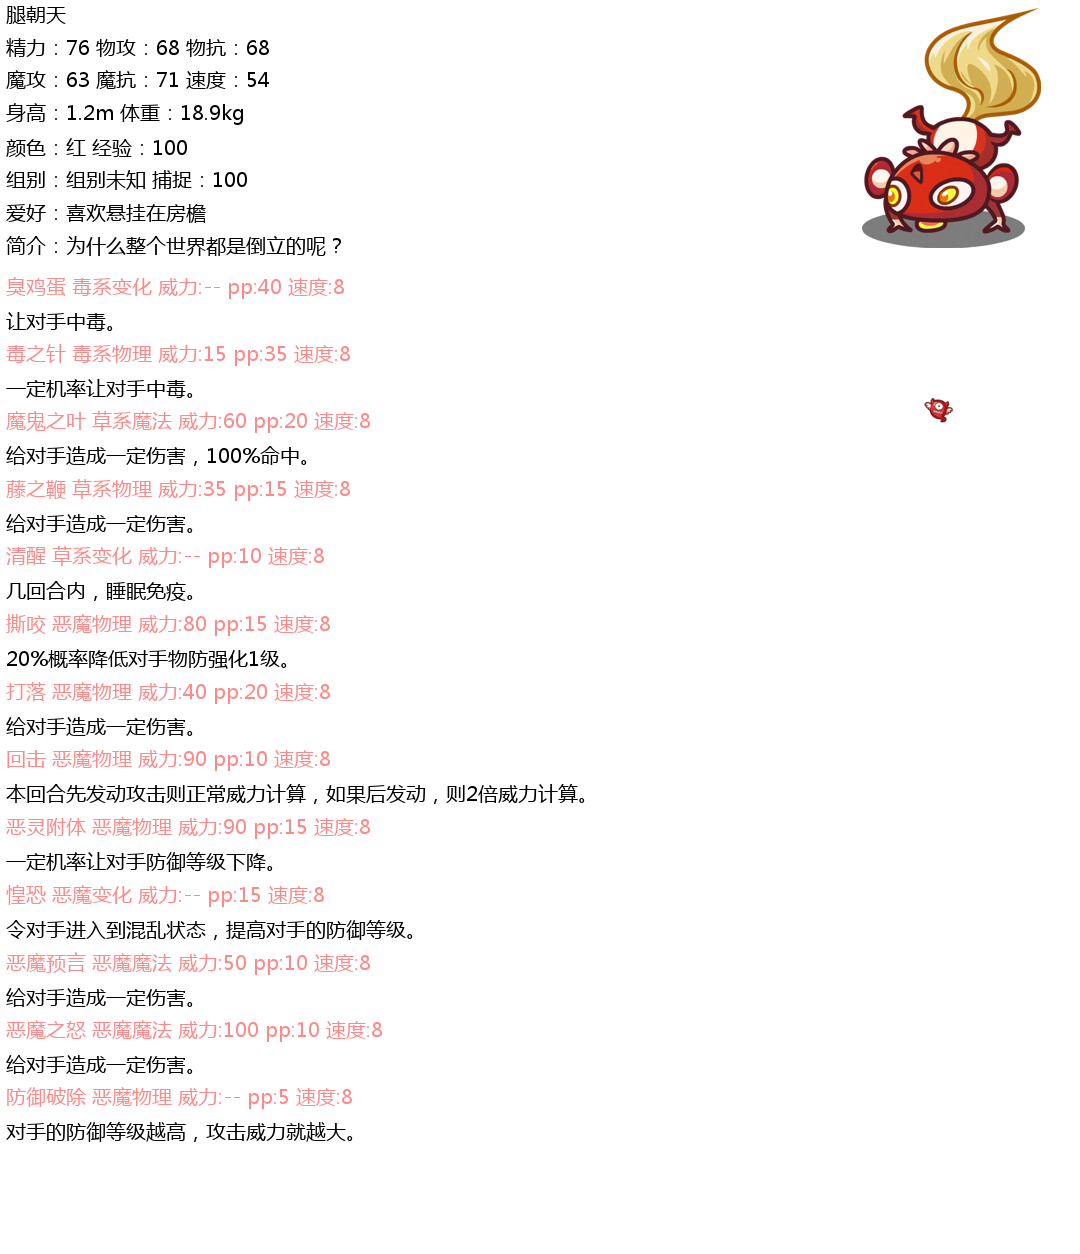 腿朝天
精力：76 物攻：68 物抗：68
魔攻：63 魔抗：71 速度：54
身高：1.2m 体重：18.9kg
颜色：红 经验：100
组别：组别未知 捕捉：100
爱好：喜欢悬挂在房檐
简介：为什么整个世界都是倒立的呢？
臭鸡蛋 毒系变化 威力:-- pp:40 速度:8
让对手中毒。
毒之针 毒系物理 威力:15 pp:35 速度:8
一定机率让对手中毒。
魔鬼之叶 草系魔法 威力:60 pp:20 速度:8
给对手造成一定伤害，100%命中。
藤之鞭 草系物理 威力:35 pp:15 速度:8
给对手造成一定伤害。
清醒 草系变化 威力:-- pp:10 速度:8
几回合内，睡眠免疫。
撕咬 恶魔物理 威力:80 pp:15 速度:8
20%概率降低对手物防强化1级。
打落 恶魔物理 威力:40 pp:20 速度:8
给对手造成一定伤害。
回击 恶魔物理 威力:90 pp:10 速度:8
本回合先发动攻击则正常威力计算，如果后发动，则2倍威力计算。
恶灵附体 恶魔物理 威力:90 pp:15 速度:8
一定机率让对手防御等级下降。
惶恐 恶魔变化 威力:-- pp:15 速度:8
令对手进入到混乱状态，提高对手的防御等级。
恶魔预言 恶魔魔法 威力:50 pp:10 速度:8
给对手造成一定伤害。
恶魔之怒 恶魔魔法 威力:100 pp:10 速度:8
给对手造成一定伤害。
防御破除 恶魔物理 威力:-- pp:5 速度:8
对手的防御等级越高，攻击威力就越大。